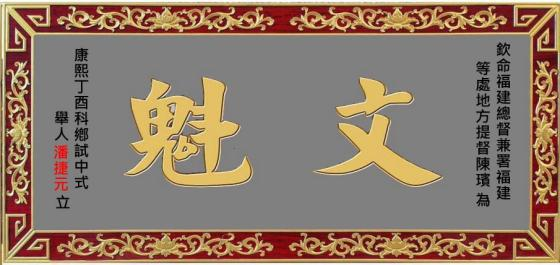 欽命福建總督兼署福建
等處地方提督陳璸 為
文魁
康熙丁酉科鄉試中式
舉人潘捷元 立